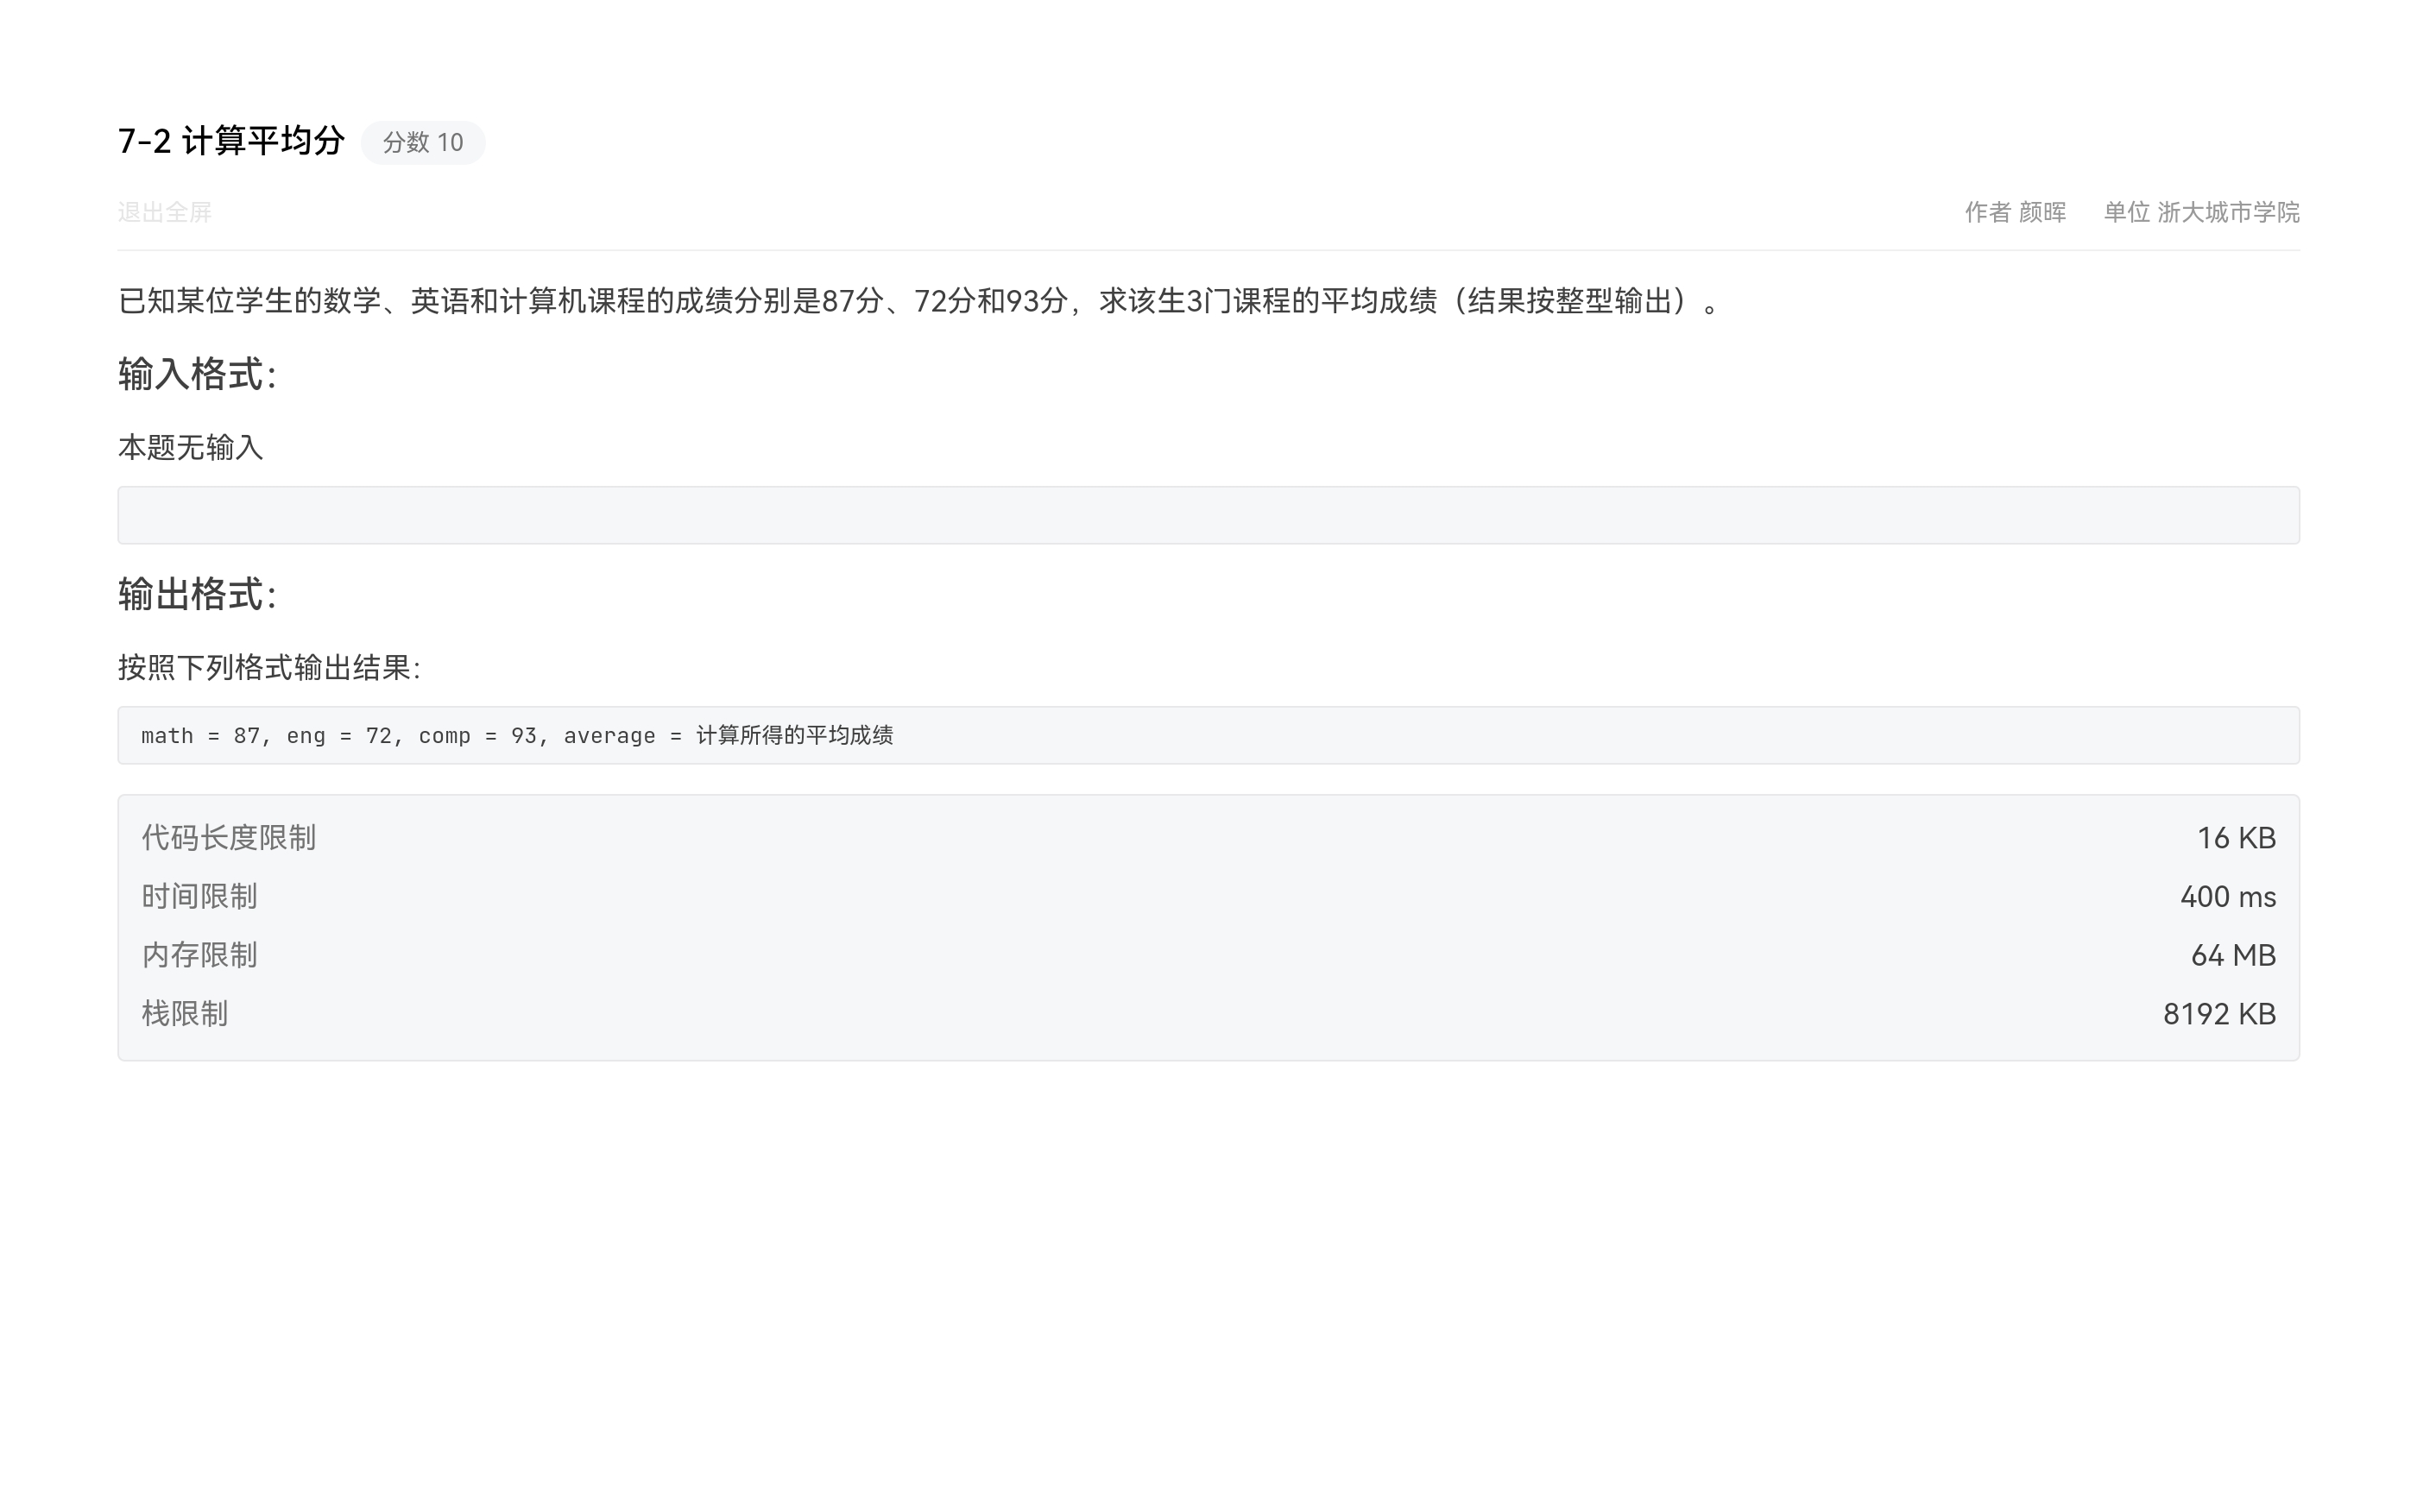 7-2 计算平均分 分数 10
退出全屏 作者 颜晖 单位 浙大城市学院
已知某位学生的数学、英语和计算机课程的成绩分别是87分、72分和93分，求该生3门课程的平均成绩（结果按整型输出）。
输入格式：
本题无输入
输出格式：
按照下列格式输出结果：
math = 87, eng = 72, comp = 93, average = 计算所得的平均成绩
代码长度限制 16 KB
时间限制 400 ms
内存限制 64 MB
栈限制 8192 KB